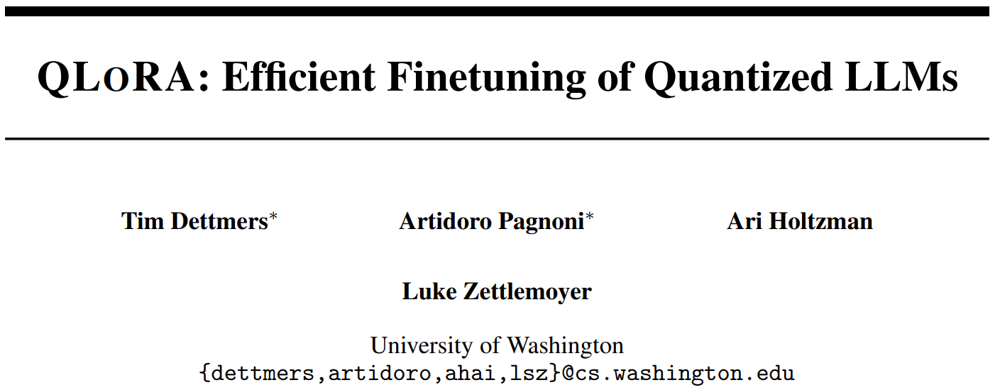 QLORA: Efficient Finetuning of Quantized LLMs
Tim Dettmers* Artidoro Pagnoni* Ari Holtzman
Luke Zettlemoyer
University of Washington
{dettmers,artidoro,ahai,lsz}@cs.washington.edu